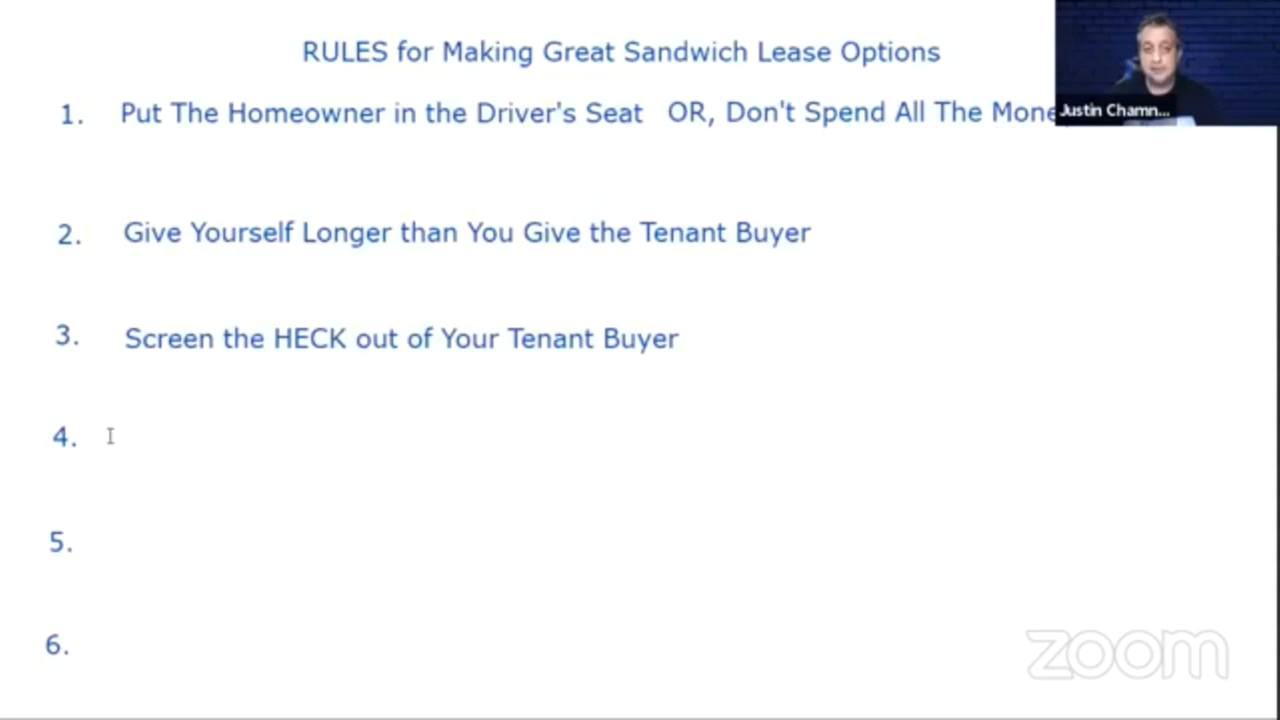 RULES for Making Great Sandwich Lease Options
1. Put The Homeowner in the Driver's Seat OR, Don't Spend All The Mone
Justin Chamn...
2. Give Yourself Longer than You Give the Tenant Buyer
3. Screen the HECK out of Your Tenant Buyer
4.
5.
6.
zoom